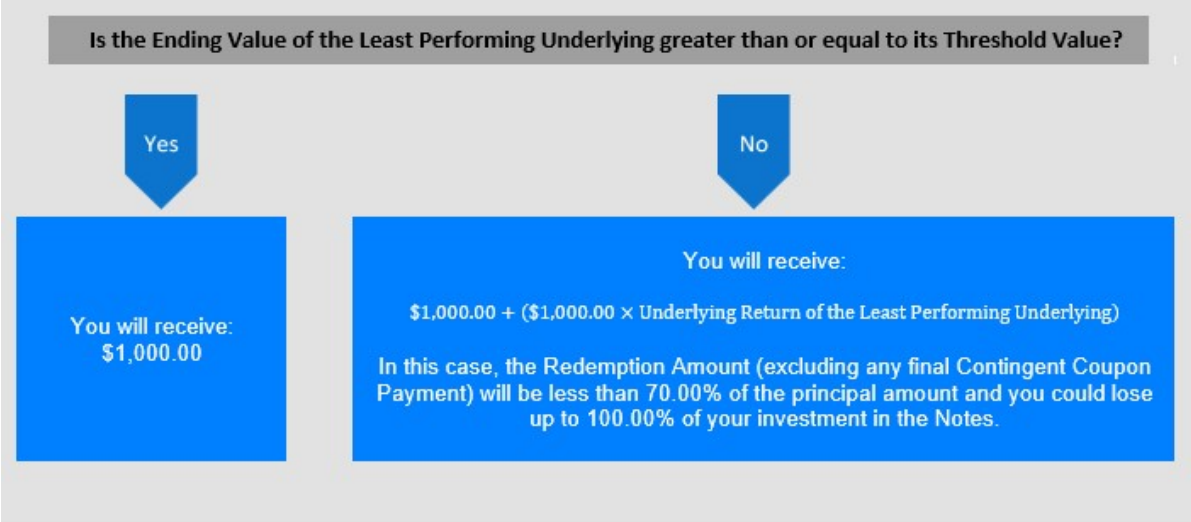 Is the Ending Value of the Least Performing Underlying greater than or equal to its Threshold Value?
Yes
No
You will receive:
$1,000.00
You will receive:
$1,000.00 + ($1,000.00 × Underlying Return of the Least Performing Underlying)
In this case, the Redemption Amount (excluding any final Contingent Coupon
Payment) will be less than 70.00% of the principal amount and you could lose
up to 100.00% of your investment in the Notes.